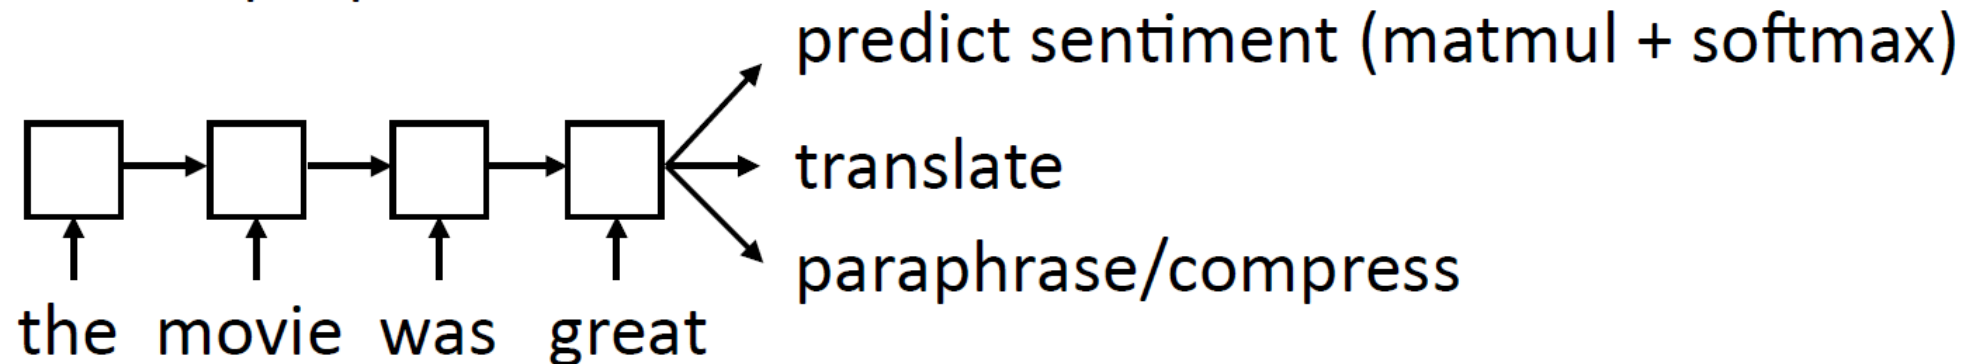 predict sentiment (matmul + softmax)
translate
paraphrase/compress
the movie was great